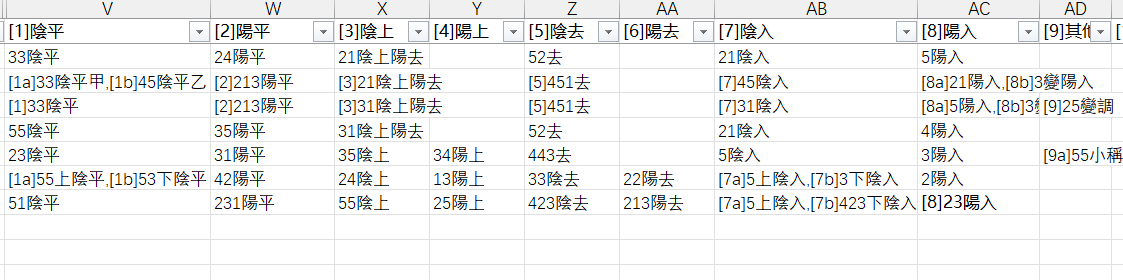 V W X Y Z AA AB AC AD
[1]陰平 [2]陽平 [3]陰上 [4]陽上 [5]陰去 [6]陽去 [7]陰入 [8]陽入 [9]其他
33陰平 24陽平 21陰上陽去 52去 21陰入 5陽入
[1a]33陰平甲,[1b]45陰平乙 [2]213陽平 [3]21陰上陽去 [5]451去 [7]45陰入 [8a]21陽入,[8b]3變陽入
[1]33陰平 [2]213陽平 [3]31陰上陽去 [5]451去 [7]31陰入 [8a]5陽入,[8b]3 [9]25變調
55陰平 35陽平 31陰上陽去 52去 21陰入 4陽入
23陰平 31陽平 35陰上 34陽上 443去 5陰入 3陽入 [9a]55小稱
[1a]55上陰平,[1b]53下陰平 42陽平 24陰上 13陽上 33陰去 22陽去 [7a]5上陰入,[7b]3下陰入 2陽入
51陰平 231陽平 55陰上 25陽上 423陰去 213陽去 [7a]5上陰入,[7b]423下陰入 [8]23陽入